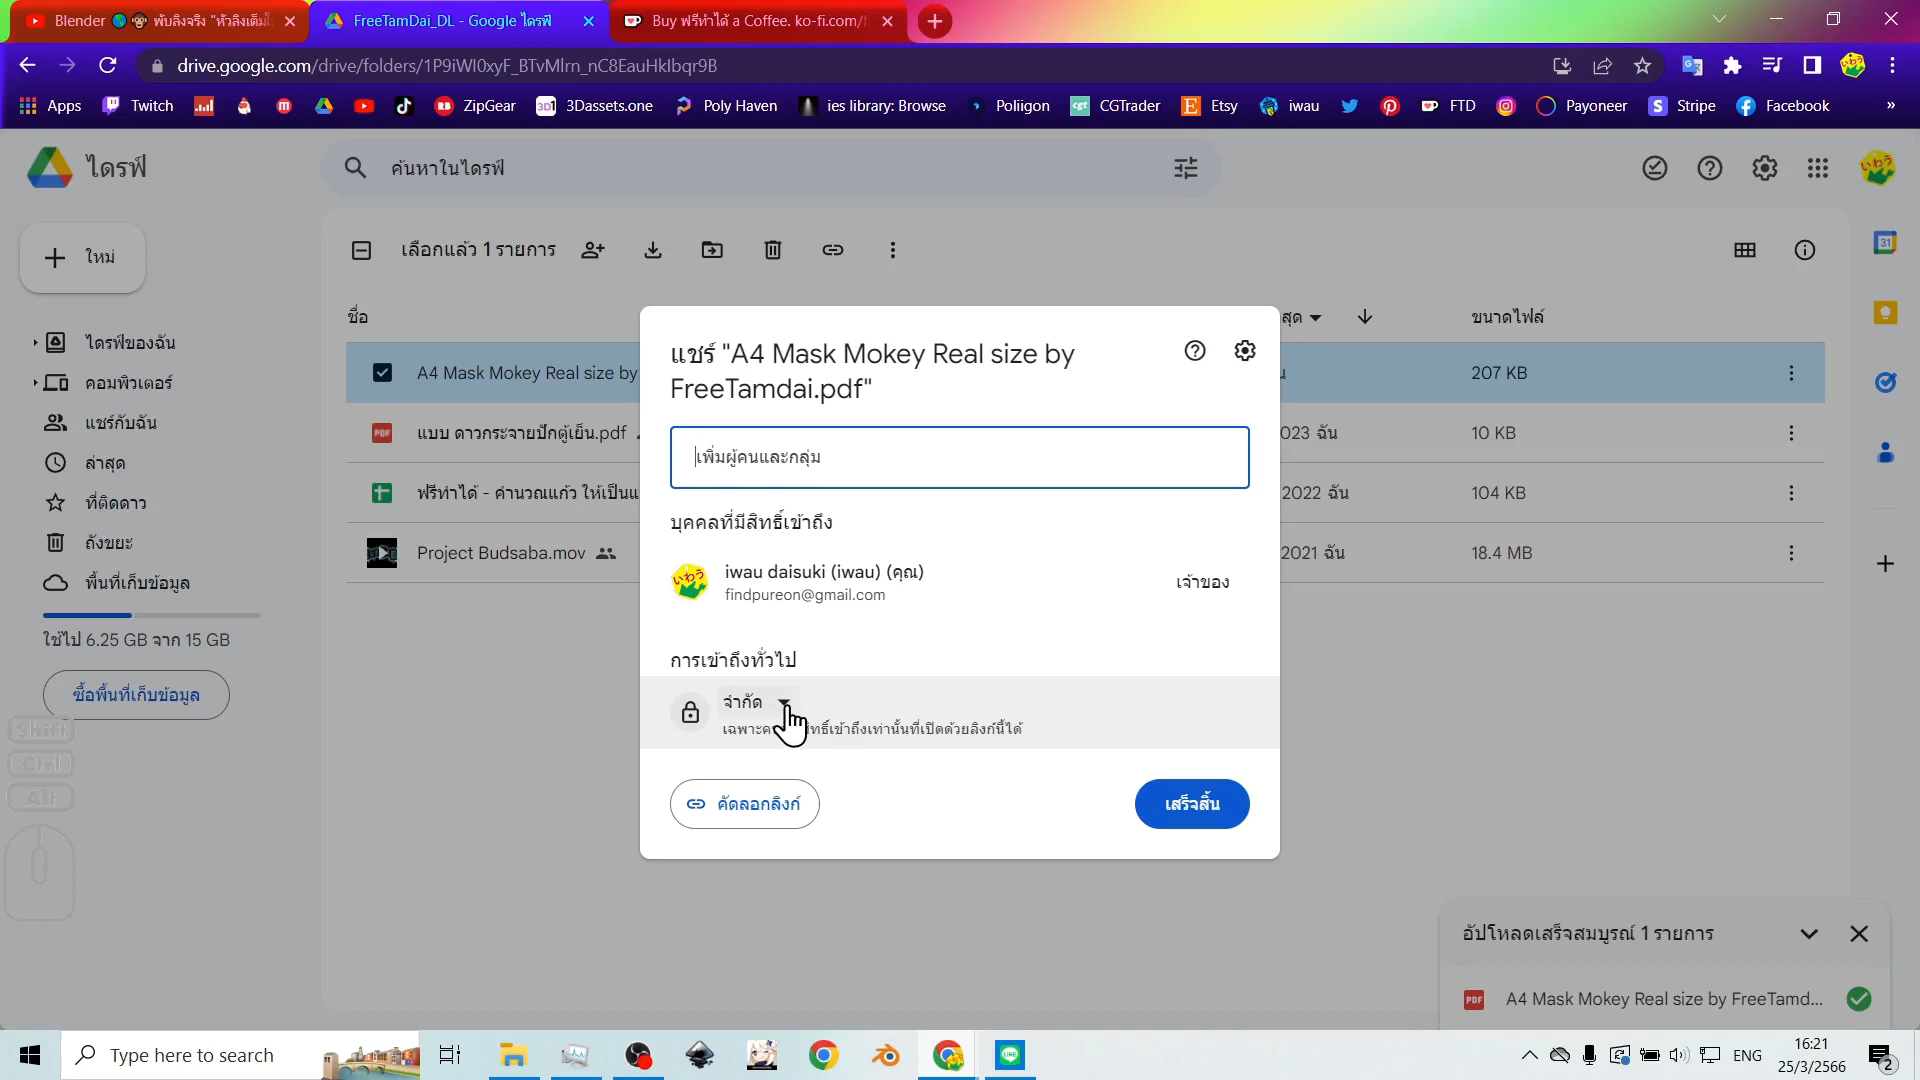 Blender 🌏🐵 พับลิงจริง "หัวลิงเต็มใ
FreeTamDai_DL - Google ไดรฟ์
Buy ฟรีทำได้ a Coffee. ko-fi.com/f
drive.google.com/drive/folders/1P9iWI0xyF_BTvMlrn_nC8EauHkIbqr9B
Apps
Twitch
ZipGear
3Dassets.one
Poly Haven
ies library: Browse
Poliigon
CGTrader
Etsy
iwau
FTD
Payoneer
Stripe
Facebook
»
ไดรฟ์
ค้นหาในไดรฟ์
ใหม่
เลือกแล้ว 1 รายการ
ชื่อ
สุด
ขนาดไฟล์
ไดรฟ์ของฉัน
คอมพิวเตอร์
แชร์กับฉัน
ล่าสุด
ที่ติดดาว
ถังขยะ
พื้นที่เก็บข้อมูล
ใช้ไป 6.25 GB จาก 15 GB
ซื้อพื้นที่เก็บข้อมูล
Shift
Ctrl
Alt
A4 Mask Mokey Real size by
207 KB
แบบ ดาวกระจายปักตู้เย็น.pdf
023 ฉัน
10 KB
ฟรีทำได้ - คำนวณแก้ว ให้เป็นแ
2022 ฉัน
104 KB
Project Budsaba.mov
2021 ฉัน
18.4 MB
แชร์ "A4 Mask Mokey Real size by
FreeTamdai.pdf"
เพิ่มผู้คนและกลุ่ม
บุคคลที่มีสิทธิ์เข้าถึง
iwau daisuki (iwau) (คุณ)
findpureon@gmail.com
เจ้าของ
การเข้าถึงทั่วไป
จำกัด
เฉพาะค ทธิ์เข้าถึงเท่านั้นที่เปิดด้วยลิงก์นี้ได้
คัดลอกลิงก์
เสร็จสิ้น
อัปโหลดเสร็จสมบูรณ์ 1 รายการ
A4 Mask Mokey Real size by FreeTamd...
Type here to search
ENG
16:21
25/3/2566
2